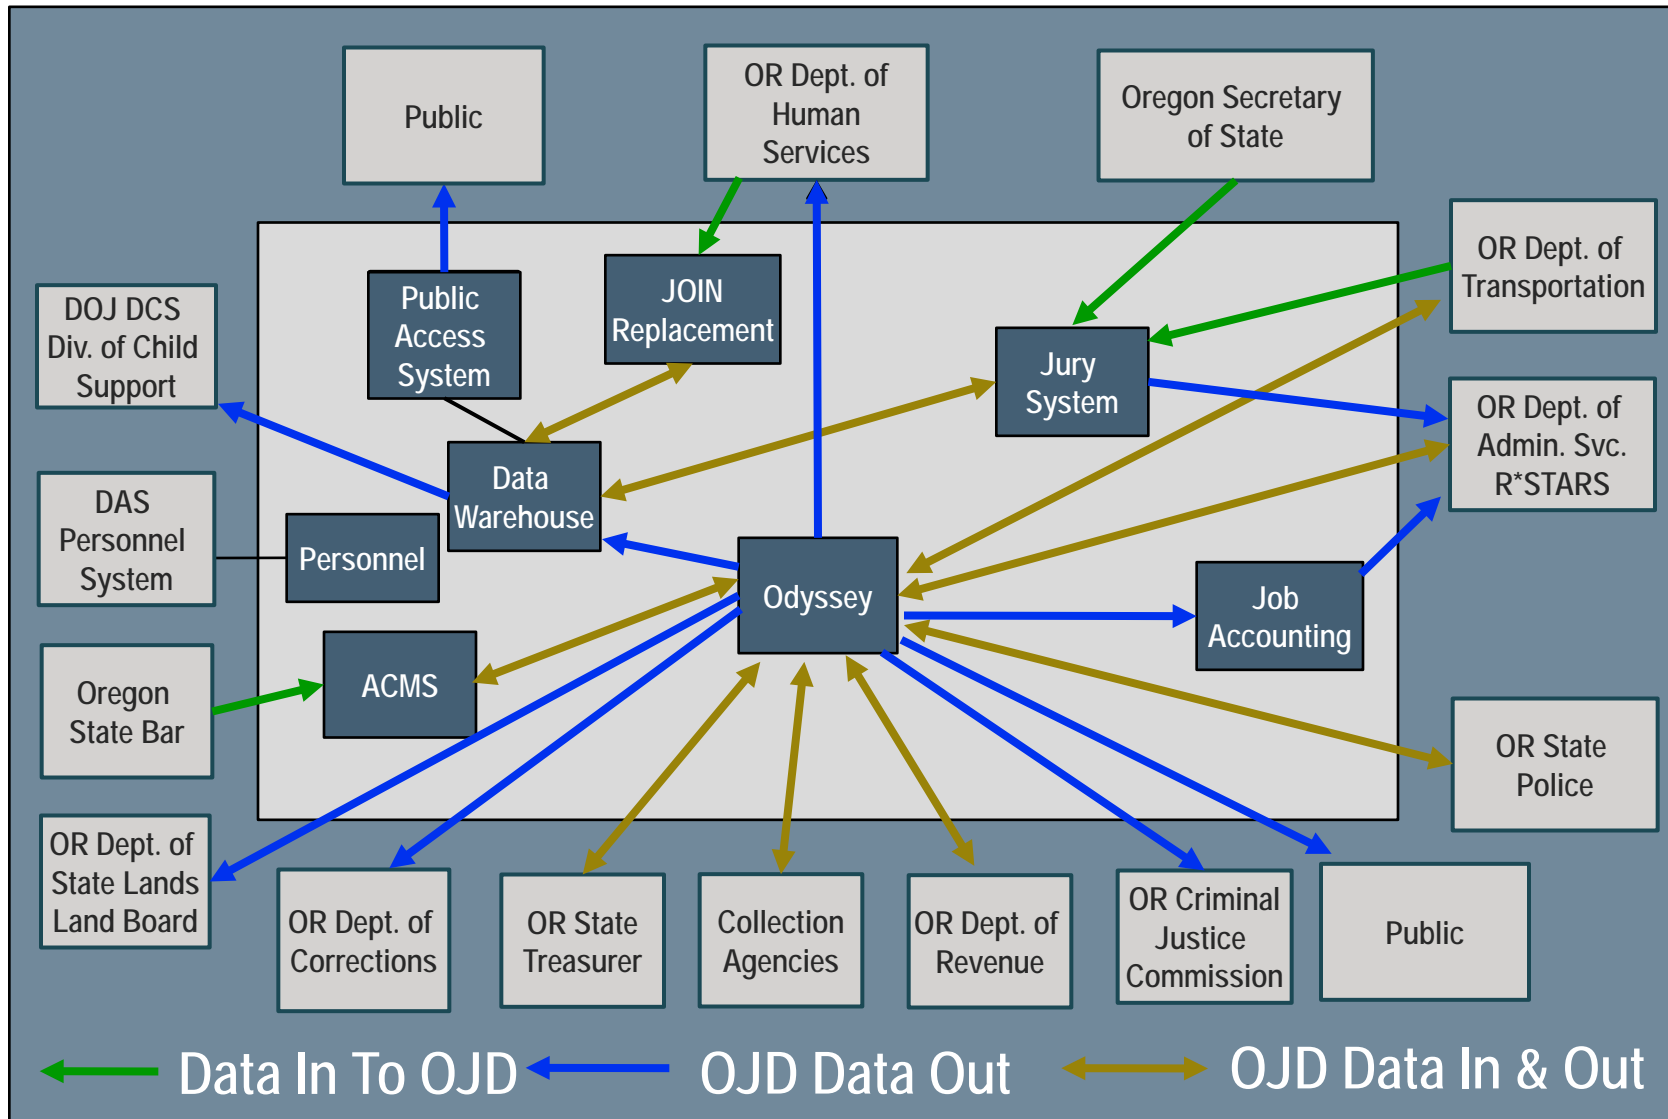 Public
OR Dept. of
Human
Services
Oregon Secretary
of State
OR Dept. of
Transportation
DOJ DCS
Div. of Child
Support
Public
Access
System
JOIN
Replacement
Jury
System
OR Dept. of
Admin. Svc.
R*STARS
DAS
Personnel
System
Personnel
Data
Warehouse
Odyssey
Job
Accounting
Oregon
State Bar
ACMS
OR State
Police
OR Dept. of
State Lands
Land Board
OR Dept. of
Corrections
OR State
Treasurer
Collection
Agencies
OR Dept. of
Revenue
OR Criminal
Justice
Commission
Public
Data In To OJD
OJD Data Out
OJD Data In & Out